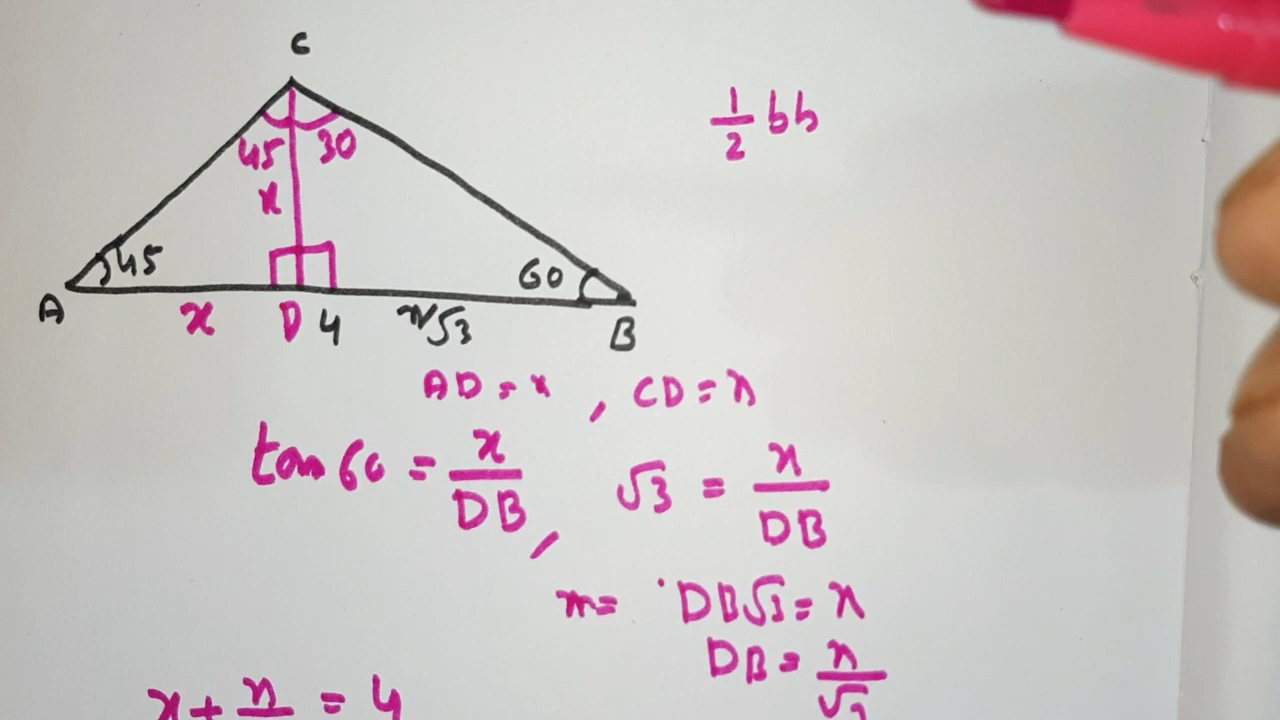 C
45 30
x
1/2 bh
45
60
A x D 4 x/√3 B
AD = x , CD = x
tan 60 = x/DB , √3 = x/DB
DB√3 = x
DB = x/√3
x + x/ = 4